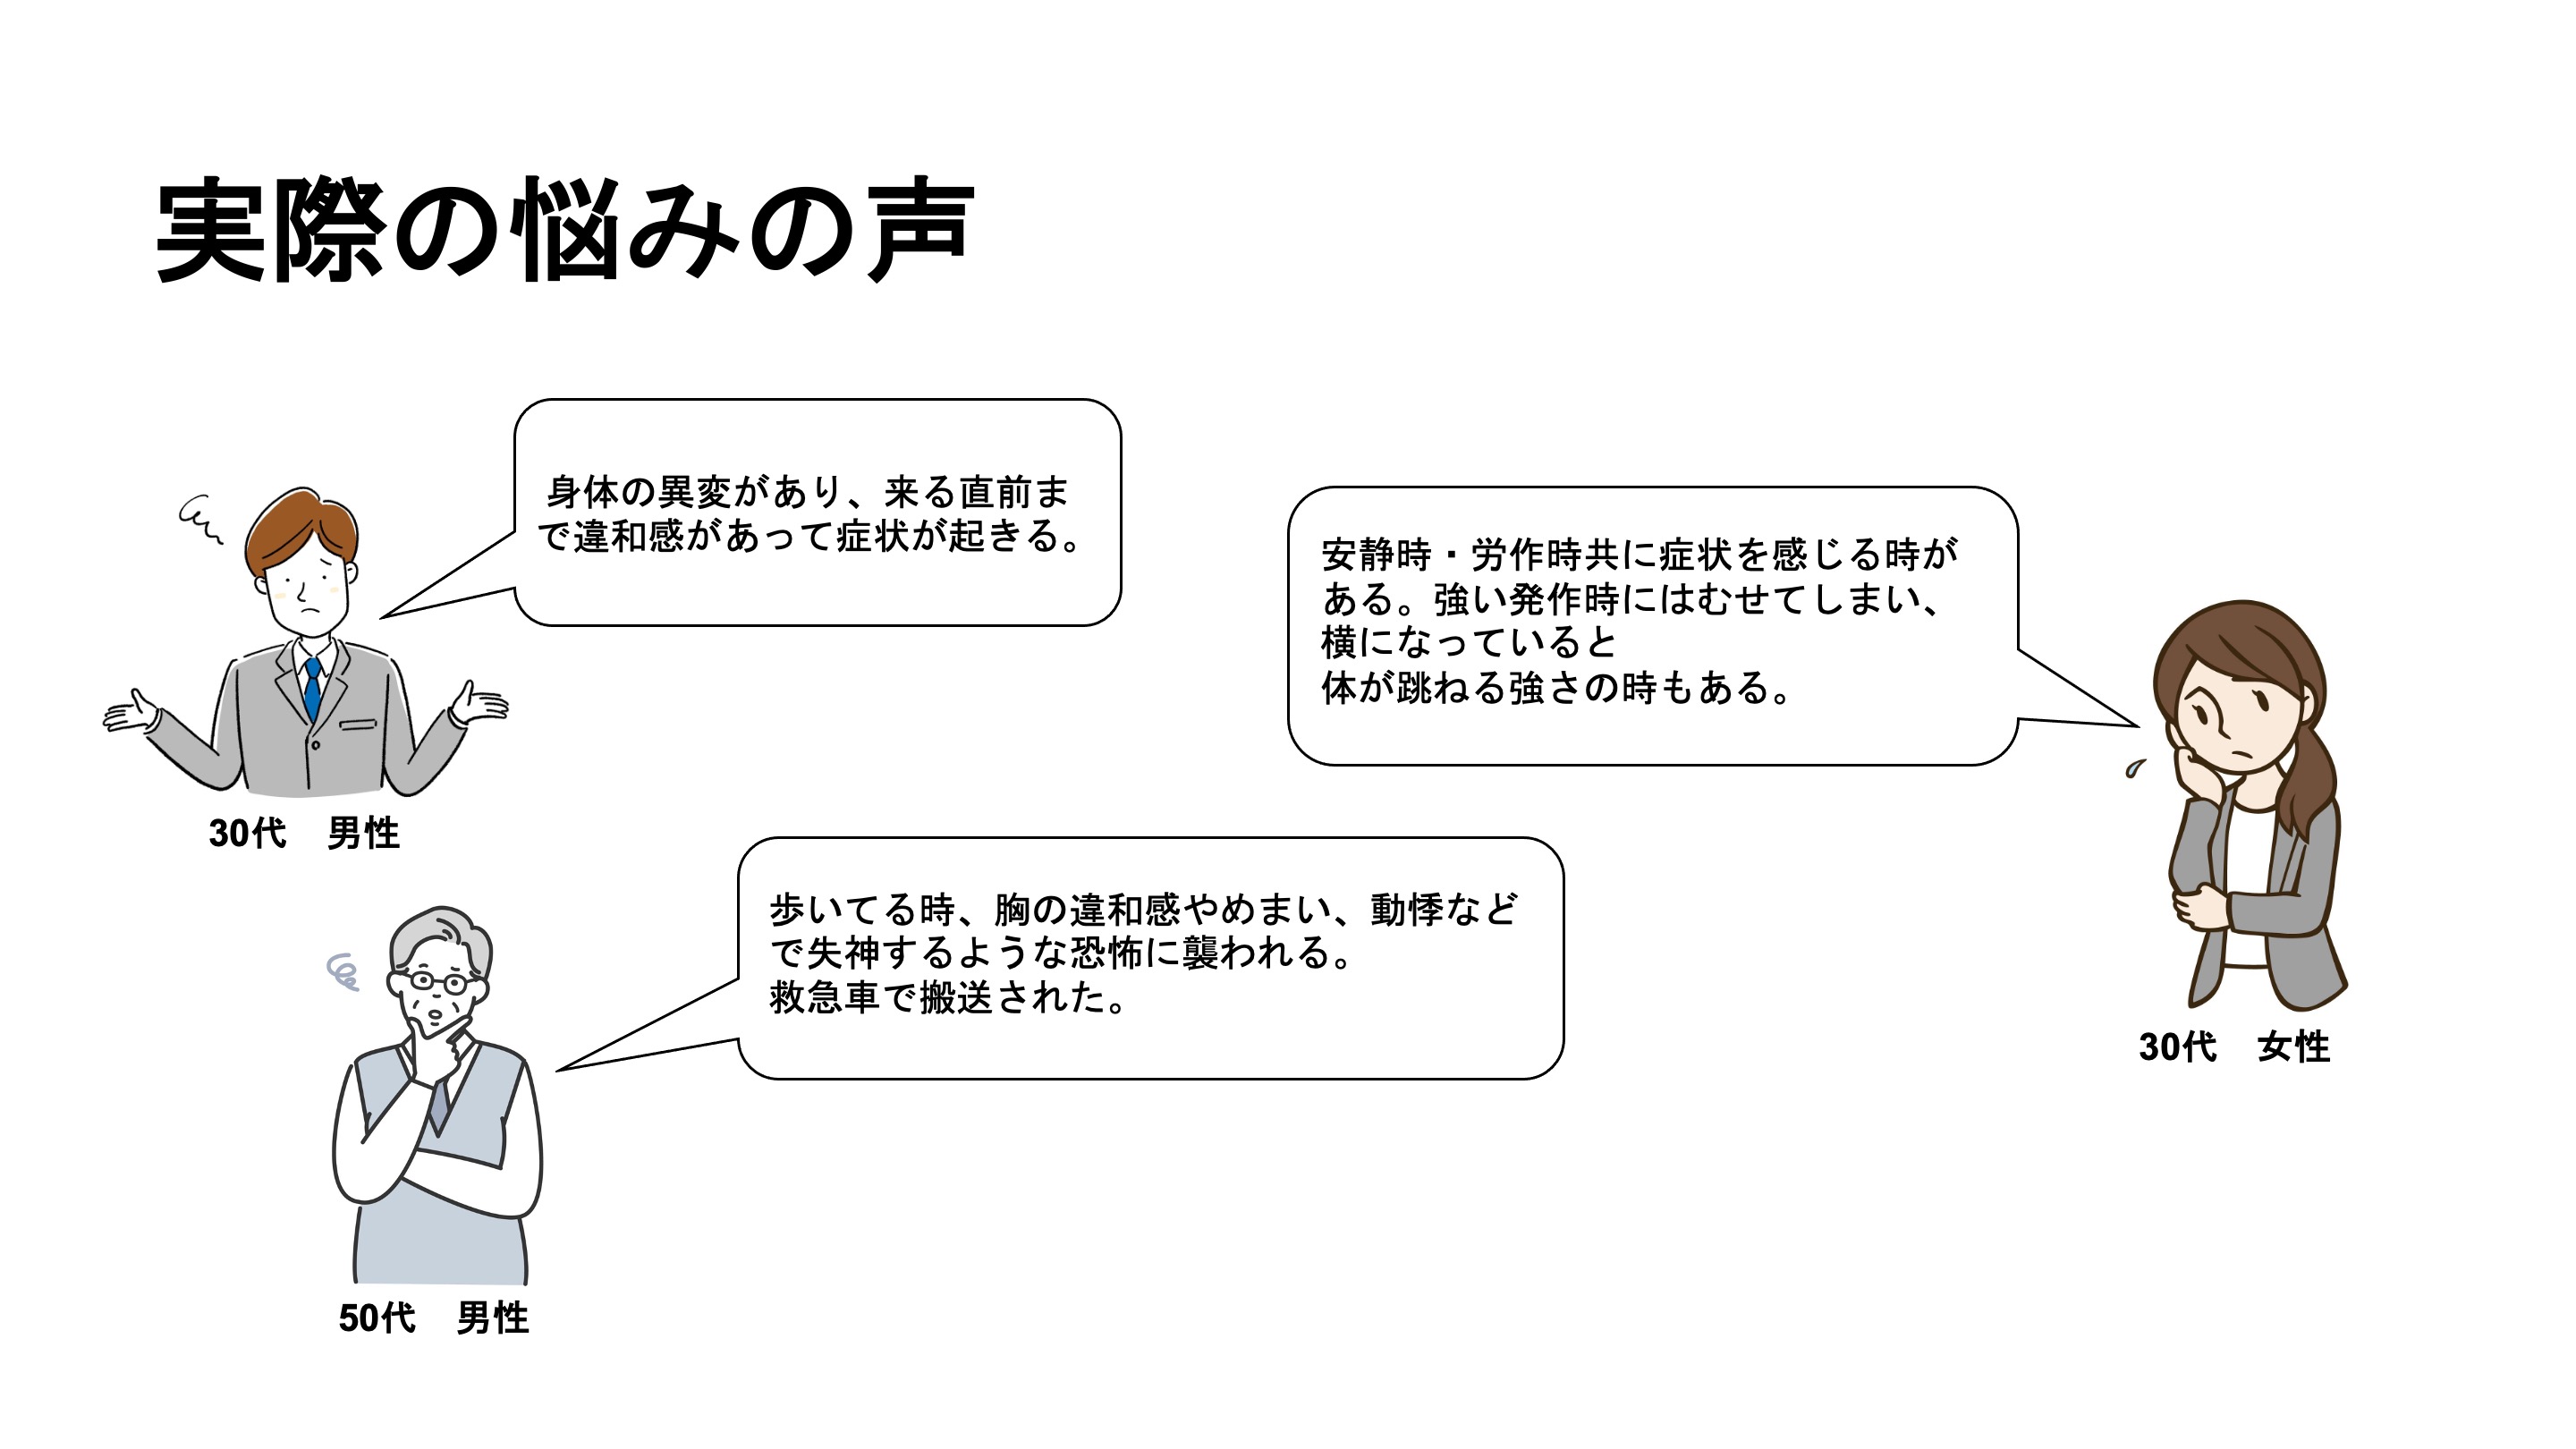 実際の悩みの声
身体の異変があり、来る直前ま
で違和感があって症状が起きる。
30代　男性
安静時・労作時共に症状を感じる時が
ある。強い発作時にはむせてしまい、
横になっていると
体が跳ねる強さの時もある。
30代　女性
歩いてる時、胸の違和感やめまい、動悸など
で失神するような恐怖に襲われる。
救急車で搬送された。
50代　男性